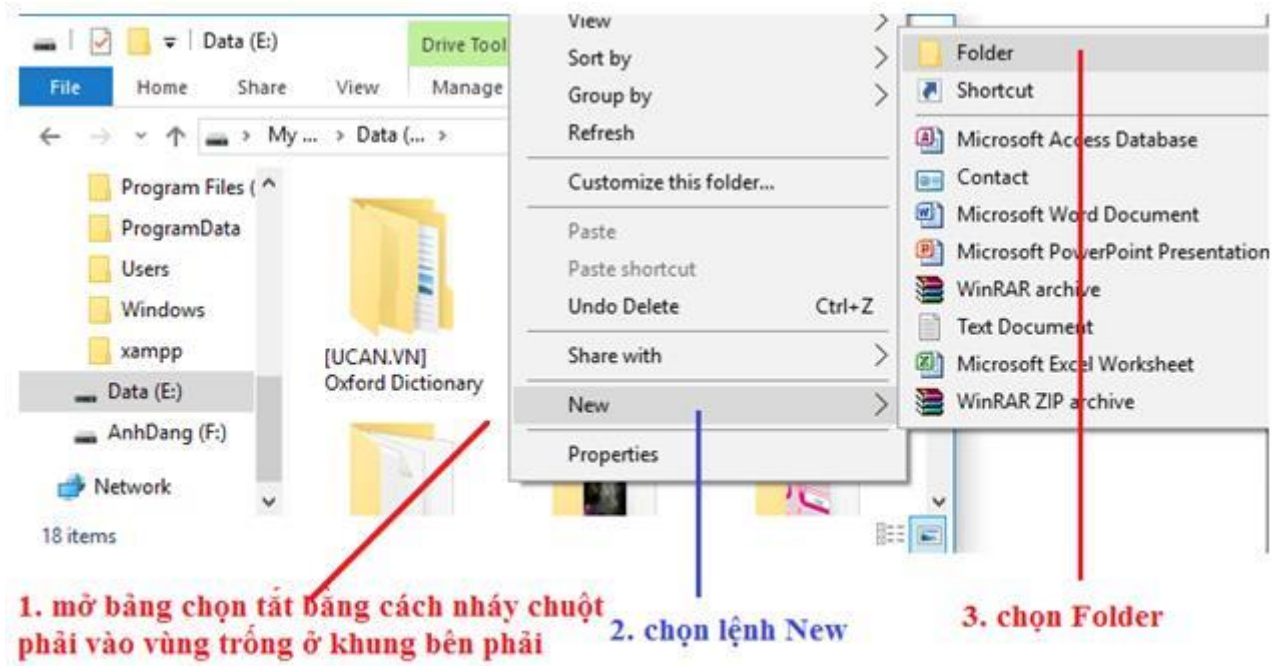 Data (E:)
Drive Tool
File
Home
Share
View
Manage
My ...
Data (...
Program Files (
ProgramData
Users
Windows
xampp
Data (E:)
AnhDang (F:)
Network
18 items
[UCAN.VN]
Oxford Dictionary
View
Sort by
Group by
Refresh
Customize this folder...
Paste
Paste shortcut
Undo Delete Ctrl+Z
Share with
New
Properties
Folder
Shortcut
Microsoft Access Database
Contact
Microsoft Word Document
Microsoft PowerPoint Presentation
WinRAR archive
Text Document
Microsoft Excel Worksheet
WinRAR ZIP archive
1. mở bảng chọn tắt bằng cách nháy chuột
phải vào vùng trống ở khung bên phải
2. chọn lệnh New
3. chọn Folder